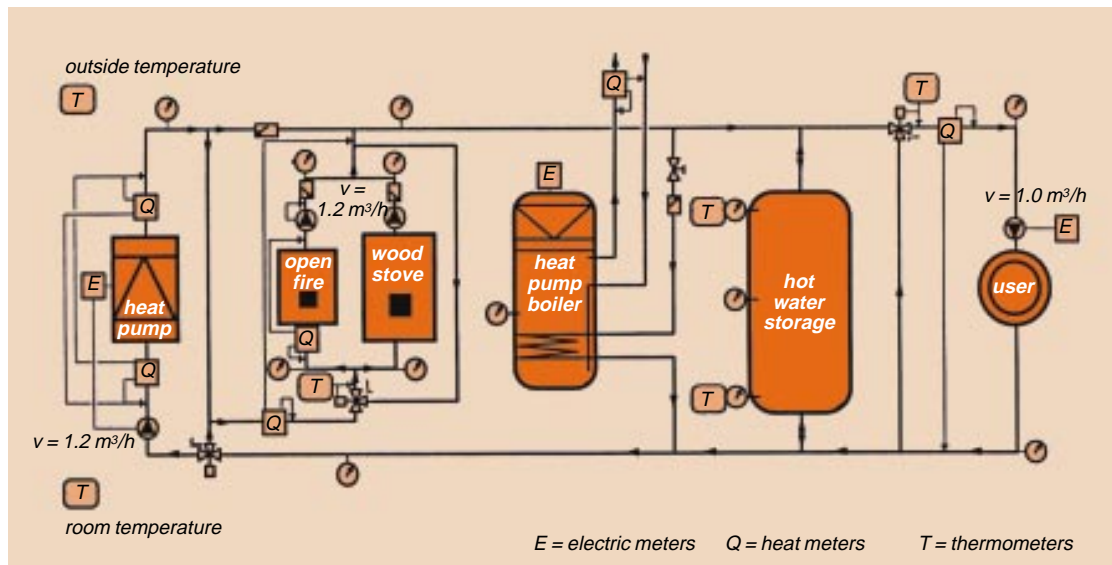 outside temperature
T
T
Q
Q
v = 1.0 m³/h
E
v =
1.2 m³/h
E
T
Q
open
fire
wood
stove
heat
pump
boiler
hot
water
storage
user
E
heat
pump
T
Q
Q
T
T
Q
v = 1.2 m³/h
T
room temperature
E = electric meters
Q = heat meters
T = thermometers